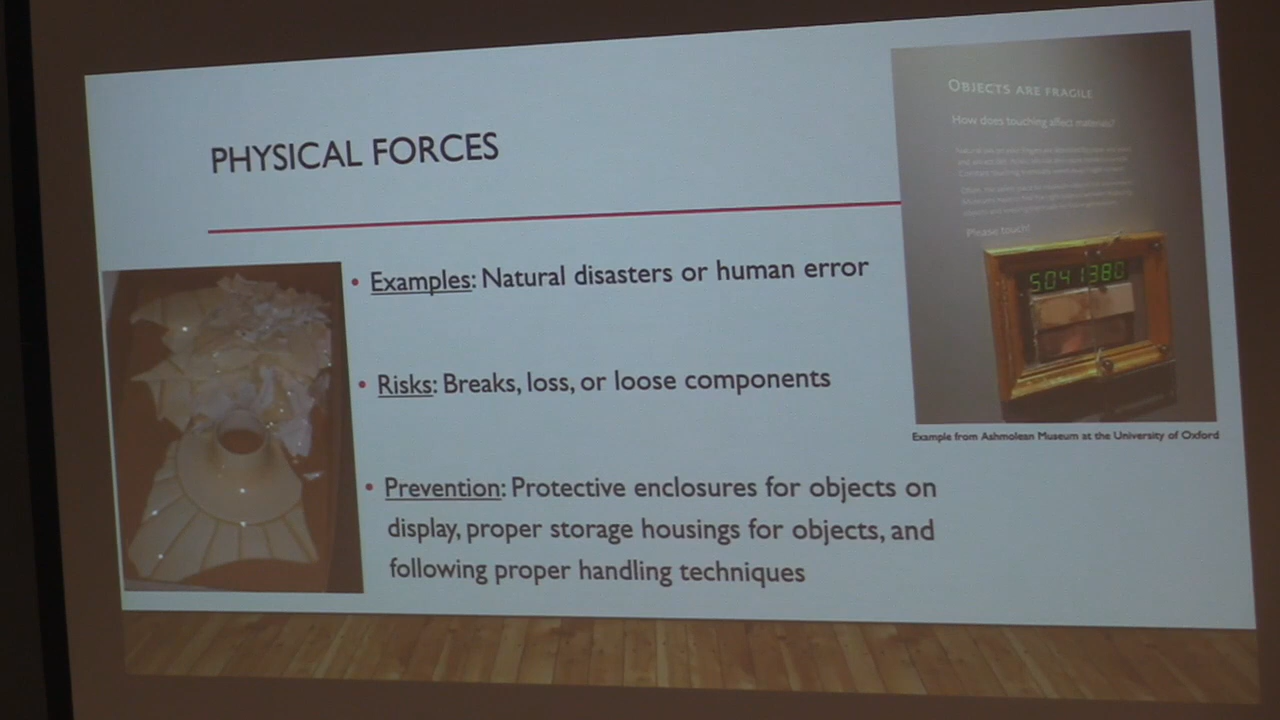 PHYSICAL FORCES
• Examples: Natural disasters or human error
• Risks: Breaks, loss, or loose components
• Prevention: Protective enclosures for objects on
display, proper storage housings for objects, and
following proper handling techniques
OBJECTS ARE FRAGILE
How does touching affect materials?
Please touch!
5041380
Example from Ashmolean Museum at the University of Oxford